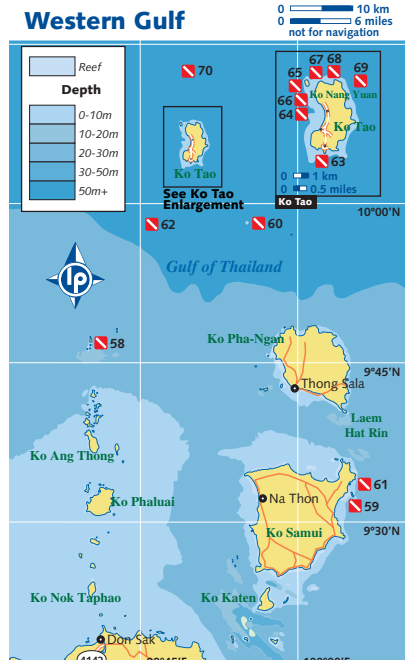 Western Gulf
0 10 km
0 6 miles
not for navigation
Reef
Depth
0-10m
10-20m
20-30m
30-50m
50m+
70
Ko Tao
See Ko Tao
Enlargement
67 68
65 69
Ko Nang Yuan
66
64
Ko Tao
63
0 1 km
0 0.5 miles
Ko Tao
10°00'N
62
60
Gulf of Thailand
lp
58
Ko Pha-Ngan
9°45'N
Thong Sala
Laem
Hat Rin
Ko Ang Thong
Ko Phaluai
61
Na Thon
59
9°30'N
Ko Samui
Ko Nok Taphao
Ko Katen
Don Sak